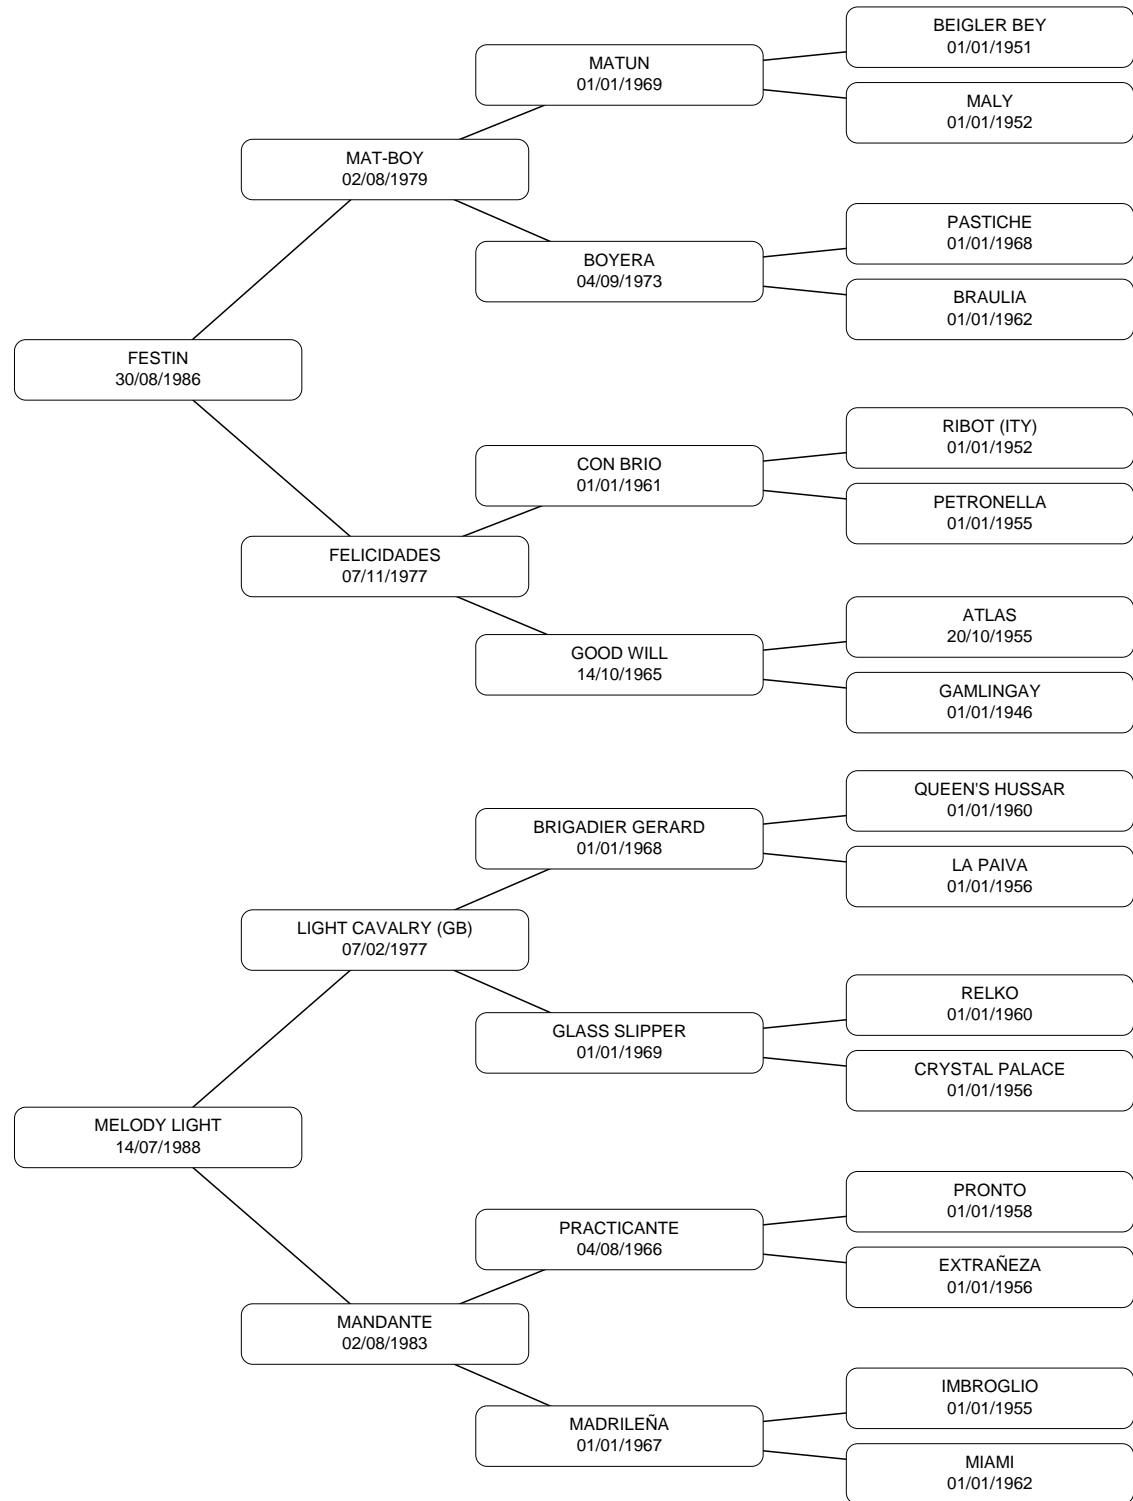 BEIGLER BEY
01/01/1951
MATUN
01/01/1969
MALY
01/01/1952
MAT-BOY
02/08/1979
PASTICHE
01/01/1968
BOYERA
04/09/1973
BRAULIA
01/01/1962
FESTIN
30/08/1986
RIBOT (ITY)
01/01/1952
CON BRIO
01/01/1961
PETRONELLA
01/01/1955
FELICIDADES
07/11/1977
ATLAS
20/10/1955
GOOD WILL
14/10/1965
GAMLINGAY
01/01/1946
QUEEN'S HUSSAR
01/01/1960
BRIGADIER GERARD
01/01/1968
LA PAIVA
01/01/1956
LIGHT CAVALRY (GB)
07/02/1977
RELKO
01/01/1960
GLASS SLIPPER
01/01/1969
CRYSTAL PALACE
01/01/1956
MELODY LIGHT
14/07/1988
PRONTO
01/01/1958
PRACTICANTE
04/08/1966
EXTRAÑEZA
01/01/1956
MANDANTE
02/08/1983
IMBROGLIO
01/01/1955
MADRILEÑA
01/01/1967
MIAMI
01/01/1962